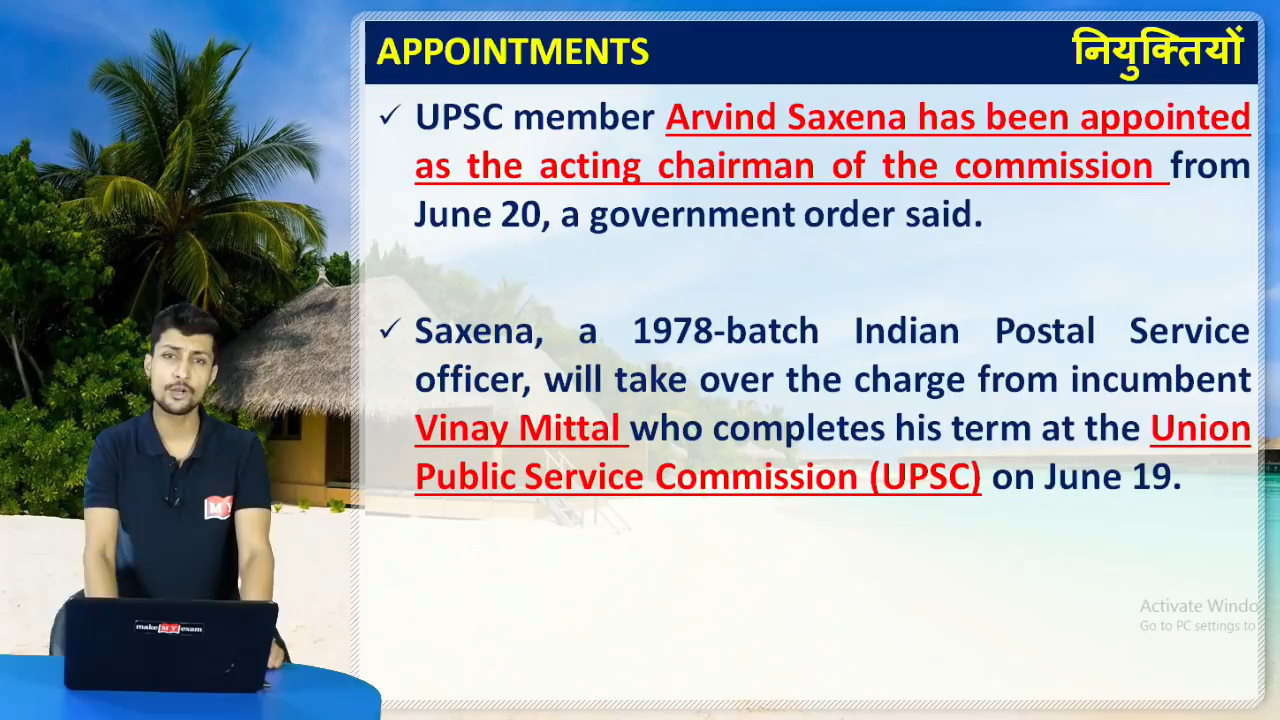 APPOINTMENTS नियुक्तियों
✓ UPSC member Arvind Saxena has been appointed
as the acting chairman of the commission from
June 20, a government order said.
✓ Saxena, a 1978-batch Indian Postal Service
officer, will take over the charge from incumbent
Vinay Mittal who completes his term at the Union
Public Service Commission (UPSC) on June 19.
MY
make MY exam
Activate Windo
Go to PC settings to